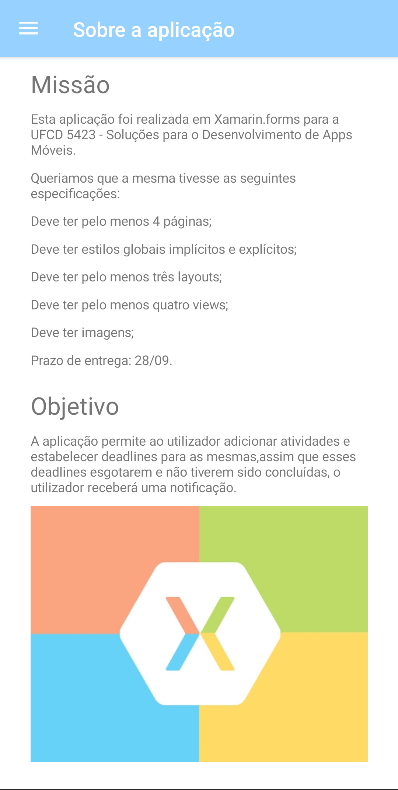 Sobre a aplicação
Missão
Esta aplicação foi realizada em Xamarin.forms para a
UFCD 5423 - Soluções para o Desenvolvimento de Apps
Móveis.
Queriamos que a mesma tivesse as seguintes
especificações:
Deve ter pelo menos 4 páginas;
Deve ter estilos globais implícitos e explícitos;
Deve ter pelo menos três layouts;
Deve ter pelo menos quatro views;
Deve ter imagens;
Prazo de entrega: 28/09.
Objetivo
A aplicação permite ao utilizador adicionar atividades e
estabelecer deadlines para as mesmas,assim que esses
deadlines esgotarem e não tiverem sido concluídas, o
utilizador receberá uma notificação.
X